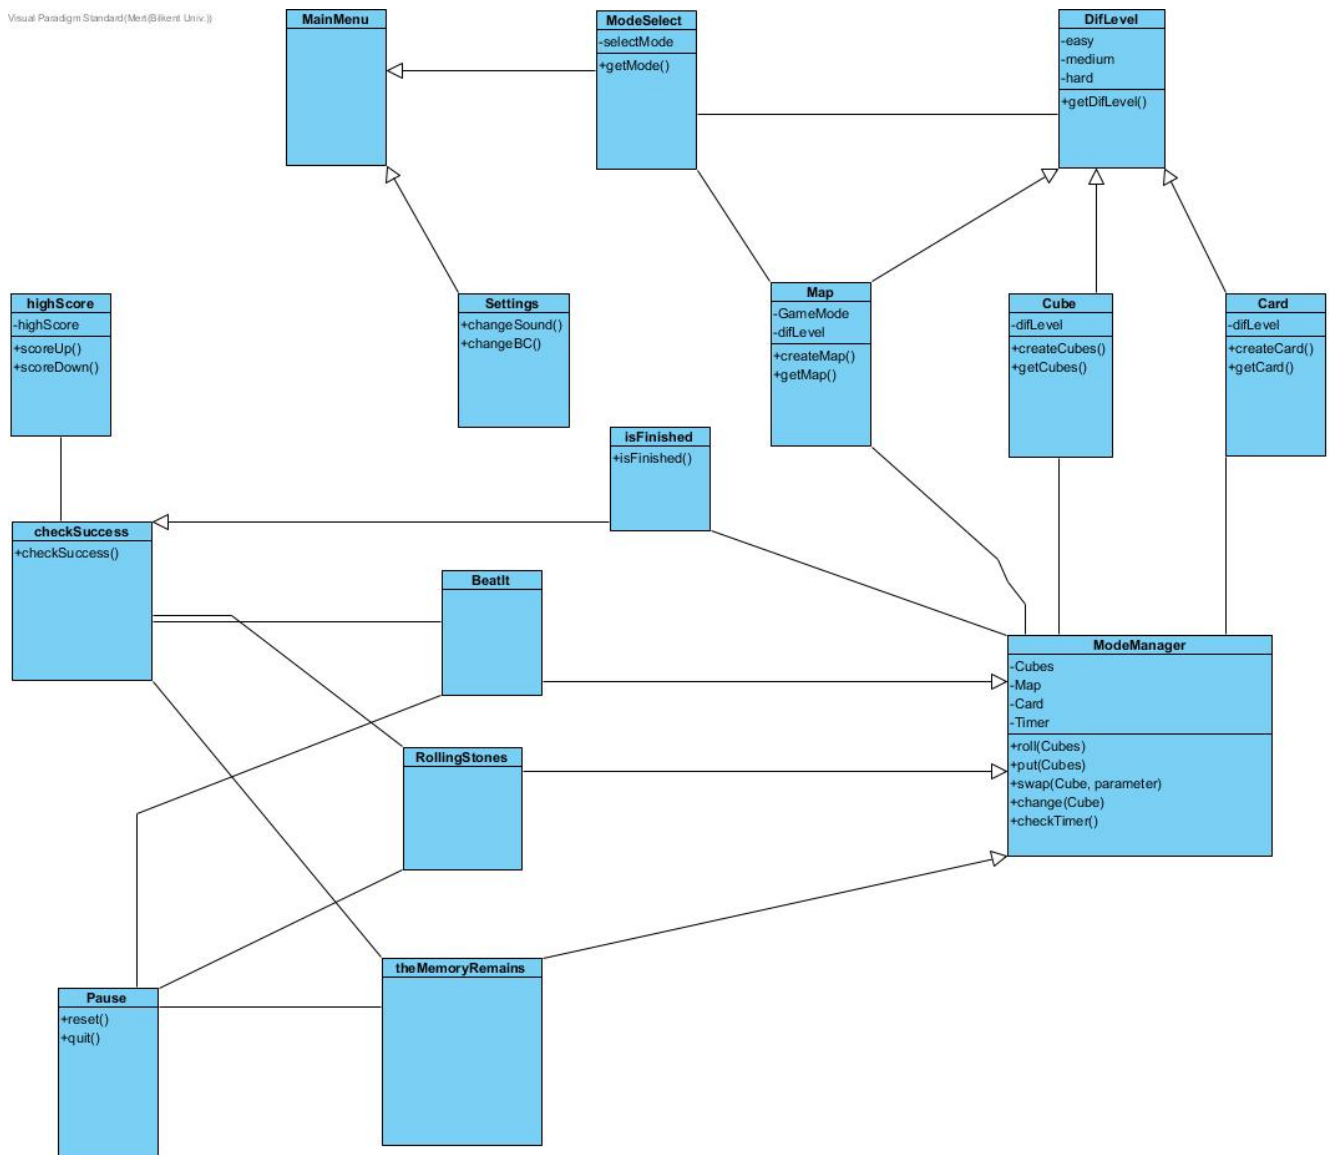 Visual Paradigm Standard(Mert(Bilkent Univ.))
MainMenu
ModeSelect
-selectMode
+getMode()
DifLevel
-easy
-medium
-hard
+getDifLevel()
highScore
-highScore
+scoreUp()
+scoreDown()
Settings
+changeSound()
+changeBC()
Map
-GameMode
-difLevel
+createMap()
+getMap()
Cube
-difLevel
+createCubes()
+getCubes()
Card
-difLevel
+createCard()
+getCard()
isFinished
+isFinished()
checkSuccess
+checkSuccess()
BeatIt
ModeManager
-Cubes
-Map
-Card
-Timer
+roll(Cubes)
+put(Cubes)
+swap(Cube, parameter)
+change(Cube)
+checkTimer()
RollingStones
theMemoryRemains
Pause
+reset()
+quit()